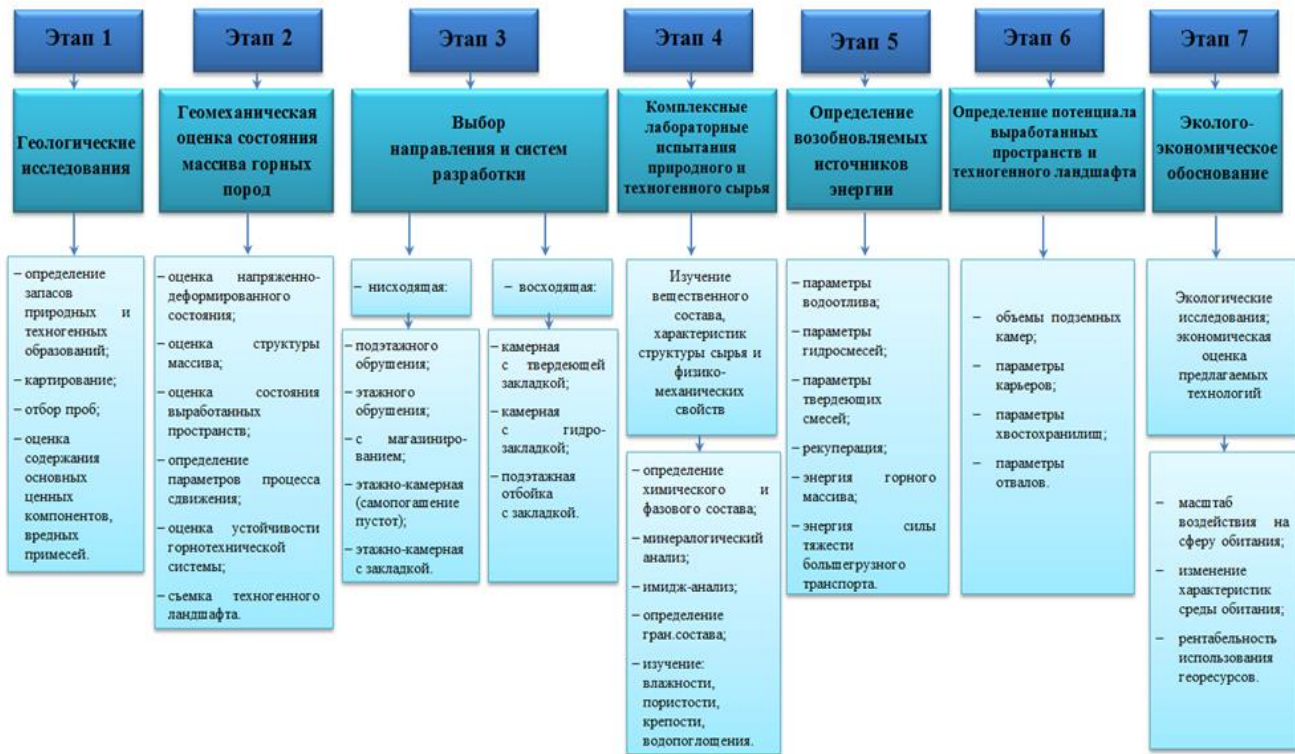 Этап 1
Геологические
исследования
– определение
запасов
природных и
техногенных
образований;
– картирование;
– отбор проб;
– оценка
содержания
основных
ценных
компонентов,
вредных
примесей.
Этап 2
Геомеханическая
оценка состояния
массива горных
пород
– оценка напряженно-
деформированного
состояния;
– оценка структуры
массива;
– оценка состояния
выработанных
пространств;
– определение
параметров процесса
сдвижения;
– оценка устойчивости
горнотехнической
системы;
– съемка техногенного
ландшафта.
Этап 3
Выбор
направления и систем
разработки
– нисходящая:
– подэтажного
обрушения;
– этажного
обрушения;
– с магазиниро-
ванием;
– этажно-камерная
(самопогашение
пустот);
– этажно-камерная
с закладкой.
– восходящая:
– камерная
с твердеющей
закладкой;
– камерная
с гидро-
закладкой;
– подэтажная
отбойка
с закладкой.
Этап 4
Комплексные
лабораторные
испытания
природного и
техногенного сырья
Изучение
вещественного
состава,
характеристик
структуры сырья и
физико-
механических
свойств
– определение
химического и
фазового состава;
– минералогический
анализ;
– имидж-анализ;
– определение
гран.состава;
– изучение:
влажности,
пористости,
крепости,
водопоглощения.
Этап 5
Определение
возобновляемых
источников
энергии
– параметры
водоотлива;
– параметры
гидросмесей;
– параметры
твердеющих
смесей;
– рекуперация;
– энергия горного
массива;
– энергия силы
тяжести
большегрузного
транспорта.
Этап 6
Определение потенциала
выработанных
пространств и
техногенного ландшафта
– объемы подземных
камер;
– параметры
карьеров;
– параметры
хвостохранилищ;
– параметры
отвалов.
Этап 7
Эколого-
экономическое
обоснование
Экологические
исследования;
экономическая
оценка
предлагаемых
технологий
– масштаб
воздействия на
сферу обитания;
– изменение
характеристик
среды обитания;
– рентабельность
использования
георесурсов.